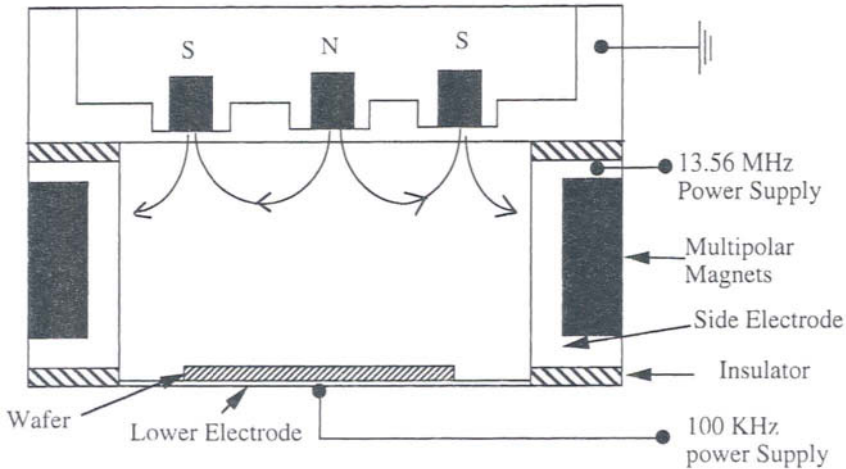 S
N
S
13.56 MHz
Power Supply
Multipolar
Magnets
Side Electrode
Insulator
Wafer
Lower Electrode
100 KHz
power Supply